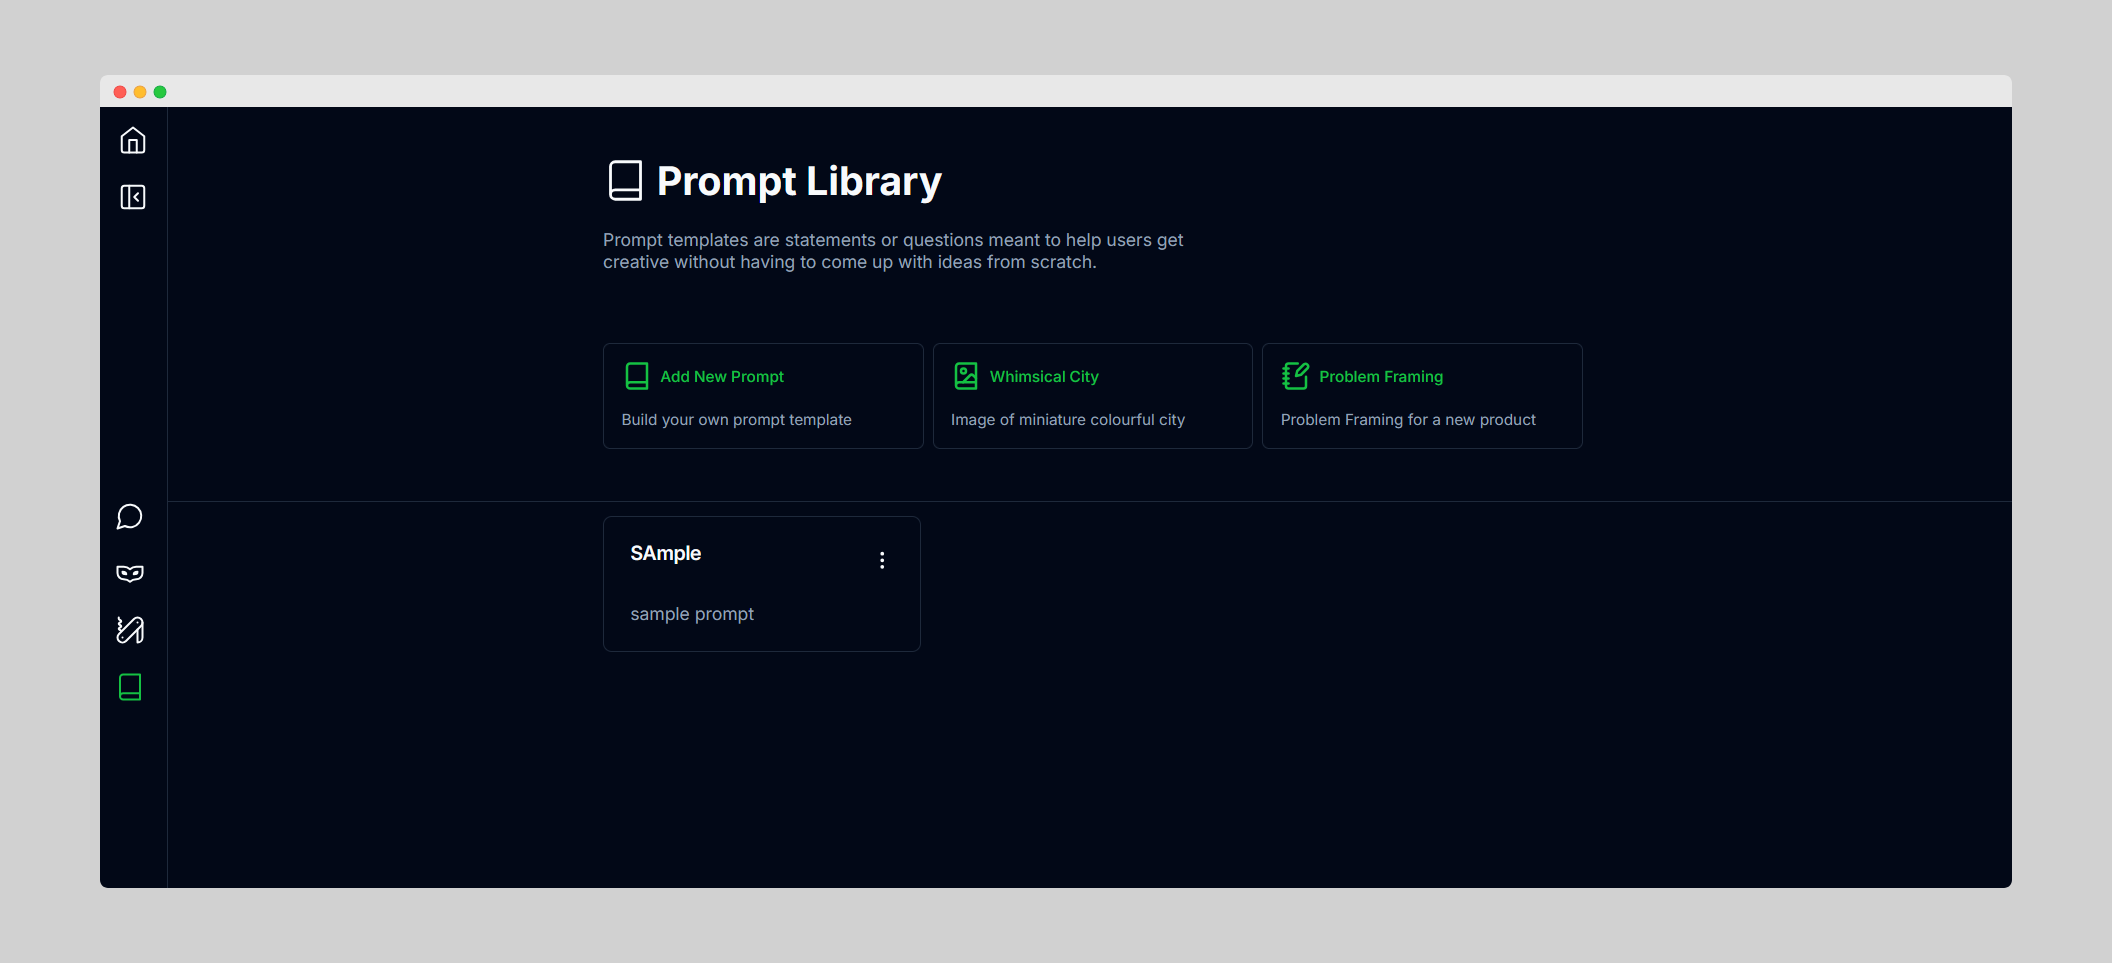 Prompt Library
Prompt templates are statements or questions meant to help users get
creative without having to come up with ideas from scratch.
Add New Prompt
Build your own prompt template
Whimsical City
Image of miniature colourful city
Problem Framing
Problem Framing for a new product
SAmple
sample prompt